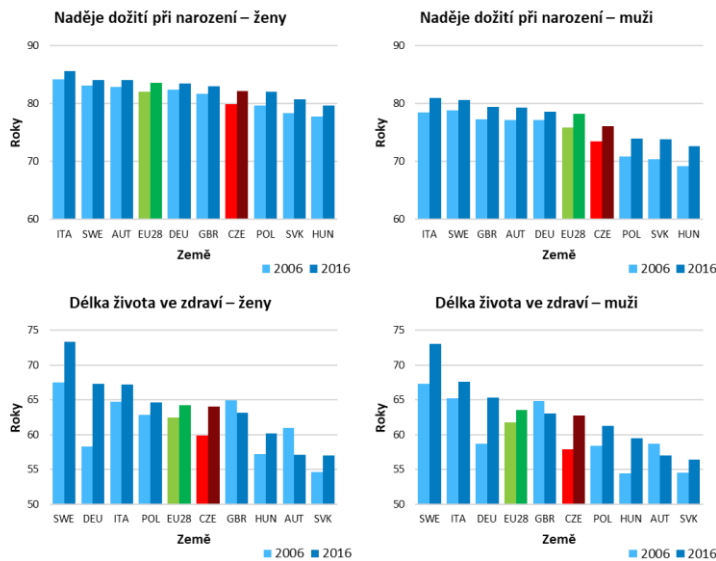 Naděje dožití při narození – ženy
90
80
70
60
Roky
ITA SWE AUT EU28 DEU GBR CZE POL SVK HUN
Země
2006 2016
Naděje dožití při narození – muži
90
80
70
60
Roky
ITA SWE GBR AUT DEU EU28 CZE POL SVK HUN
Země
2006 2016
Délka života ve zdraví – ženy
75
70
65
60
55
50
Roky
SWE DEU ITA POL EU28 CZE GBR HUN AUT SVK
Země
2006 2016
Délka života ve zdraví – muži
75
70
65
60
55
50
Roky
SWE ITA DEU EU28 GBR CZE POL HUN AUT SVK
Země
2006 2016